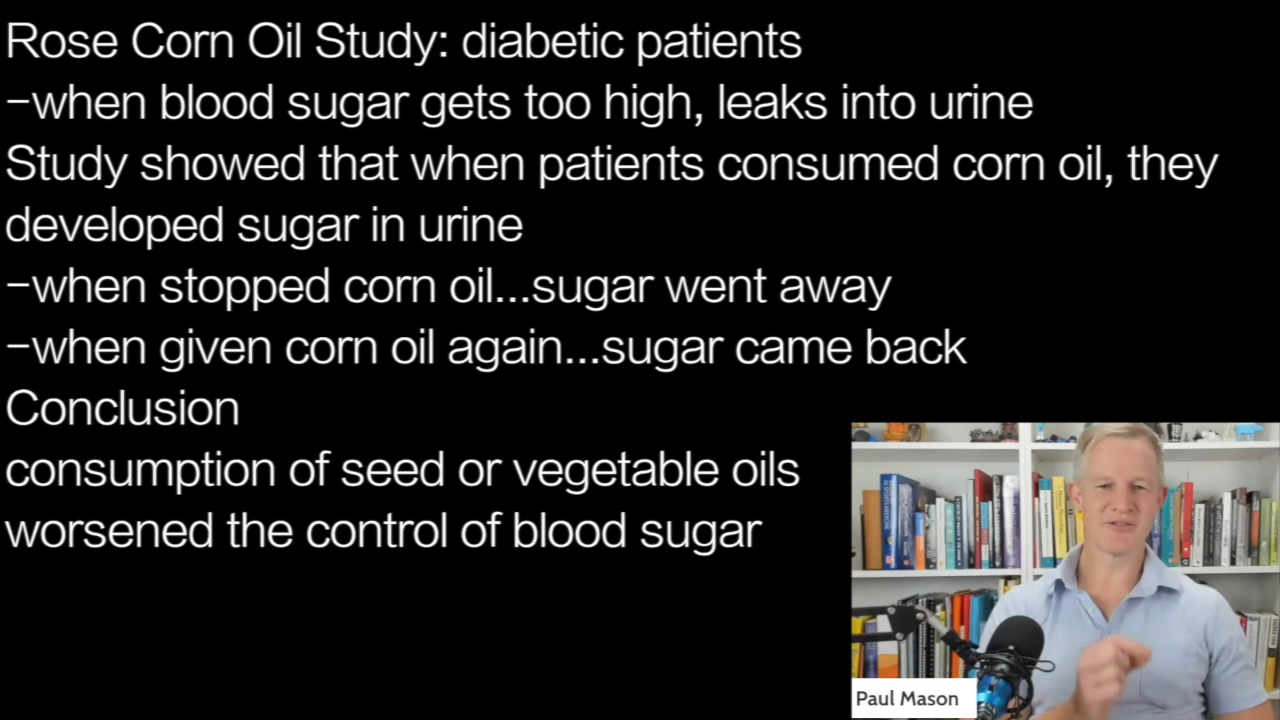 Rose Corn Oil Study: diabetic patients
–when blood sugar gets too high, leaks into urine
Study showed that when patients consumed corn oil, they
developed sugar in urine
–when stopped corn oil...sugar went away
–when given corn oil again...sugar came back
Conclusion
consumption of seed or vegetable oils
worsened the control of blood sugar
Paul Mason